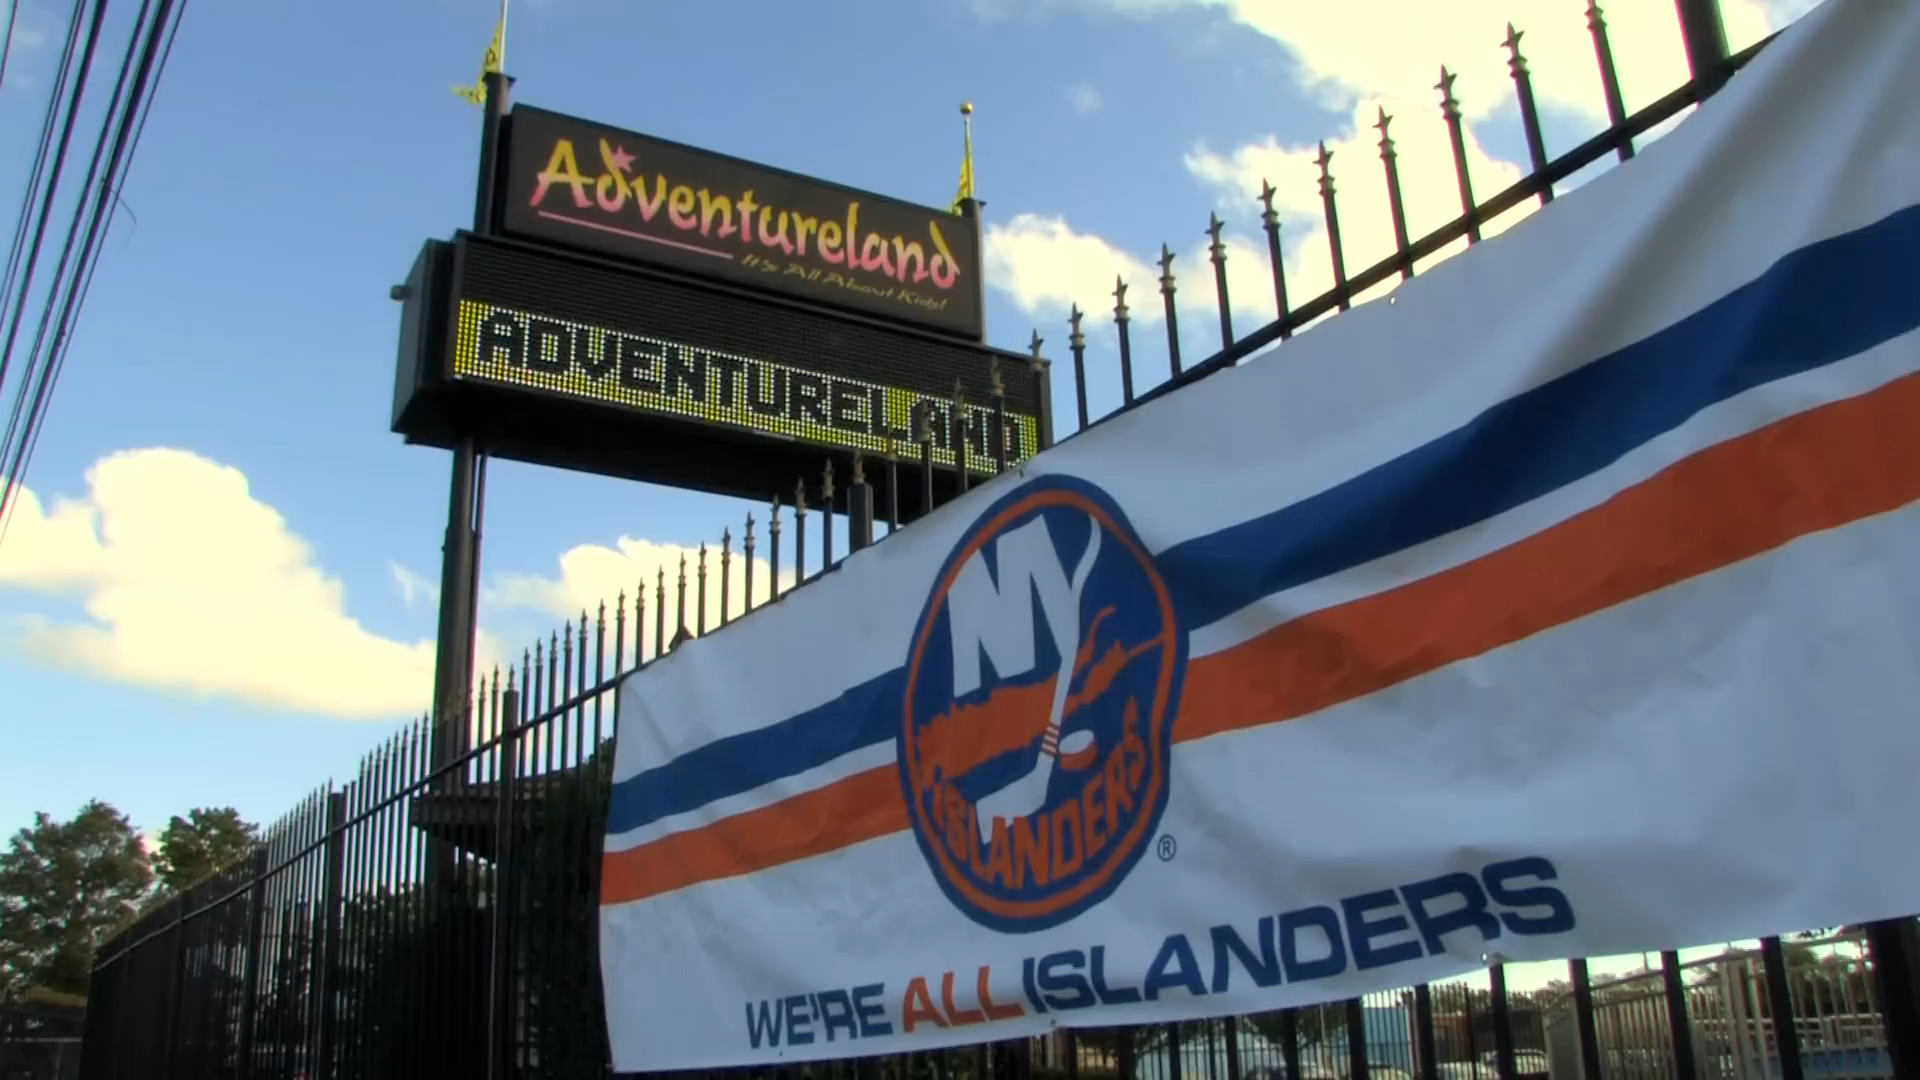 Adventureland
It's All About Kids!
ADVENTURELAND
NY
ISLANDERS
®
WE'RE ALL ISLANDERS